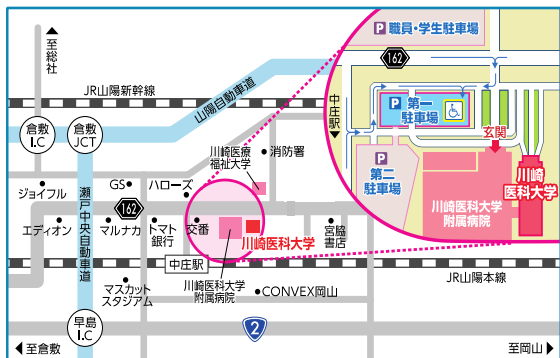 至総社
JR山陽新幹線
山陽自動車道
倉敷
I.C
倉敷
JCT
川崎医療
福祉大学
消防署
ジョイフル
GS
ハローズ
162
エディオン
マルナカ
トマト
銀行
交番
川崎医科大学
宮脇
書店
瀬戸中央自動車道
中庄駅
マスカット
スタジアム
川崎医科大学
附属病院
JR山陽本線
CONVEX岡山
早島
I.C
2
至倉敷
至岡山
P 職員・学生駐車場
162
中庄駅
P 第一
駐車場
玄関
P
第二
駐車場
川崎医科大学
附属病院
川崎
医科大学